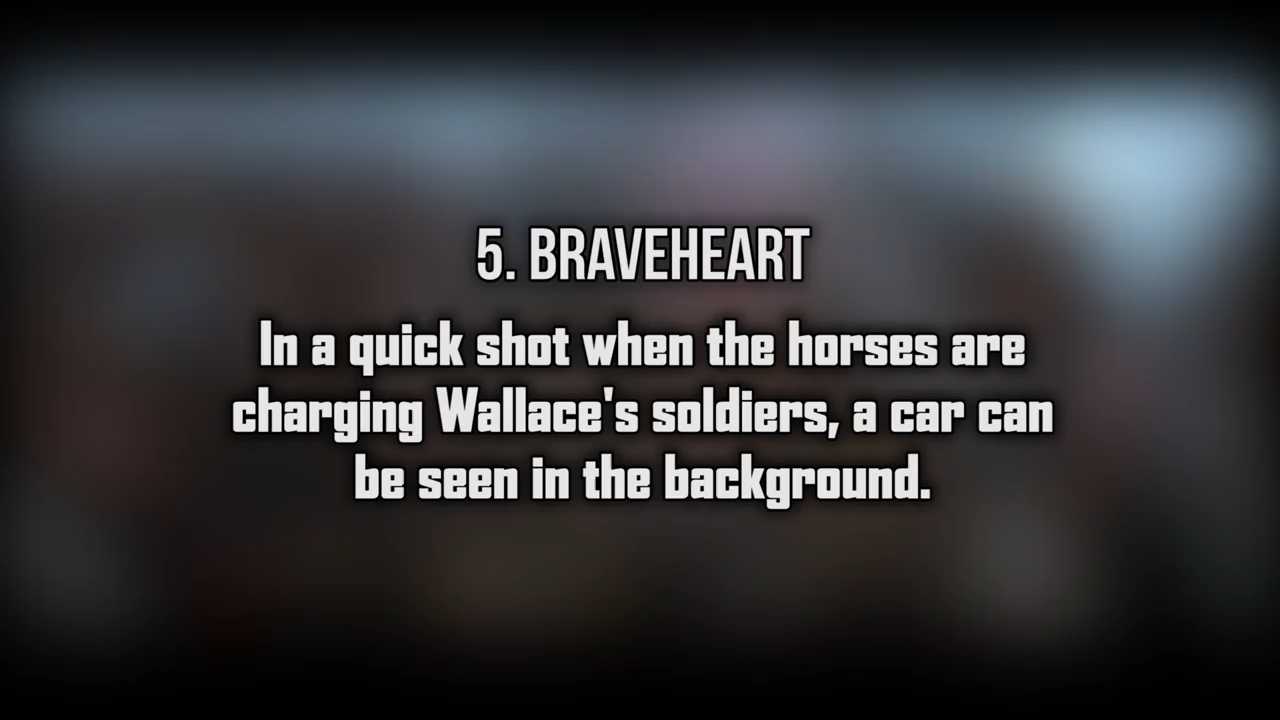 5. BRAVEHEART
In a quick shot when the horses are
charging Wallace's soldiers, a car can
be seen in the background.